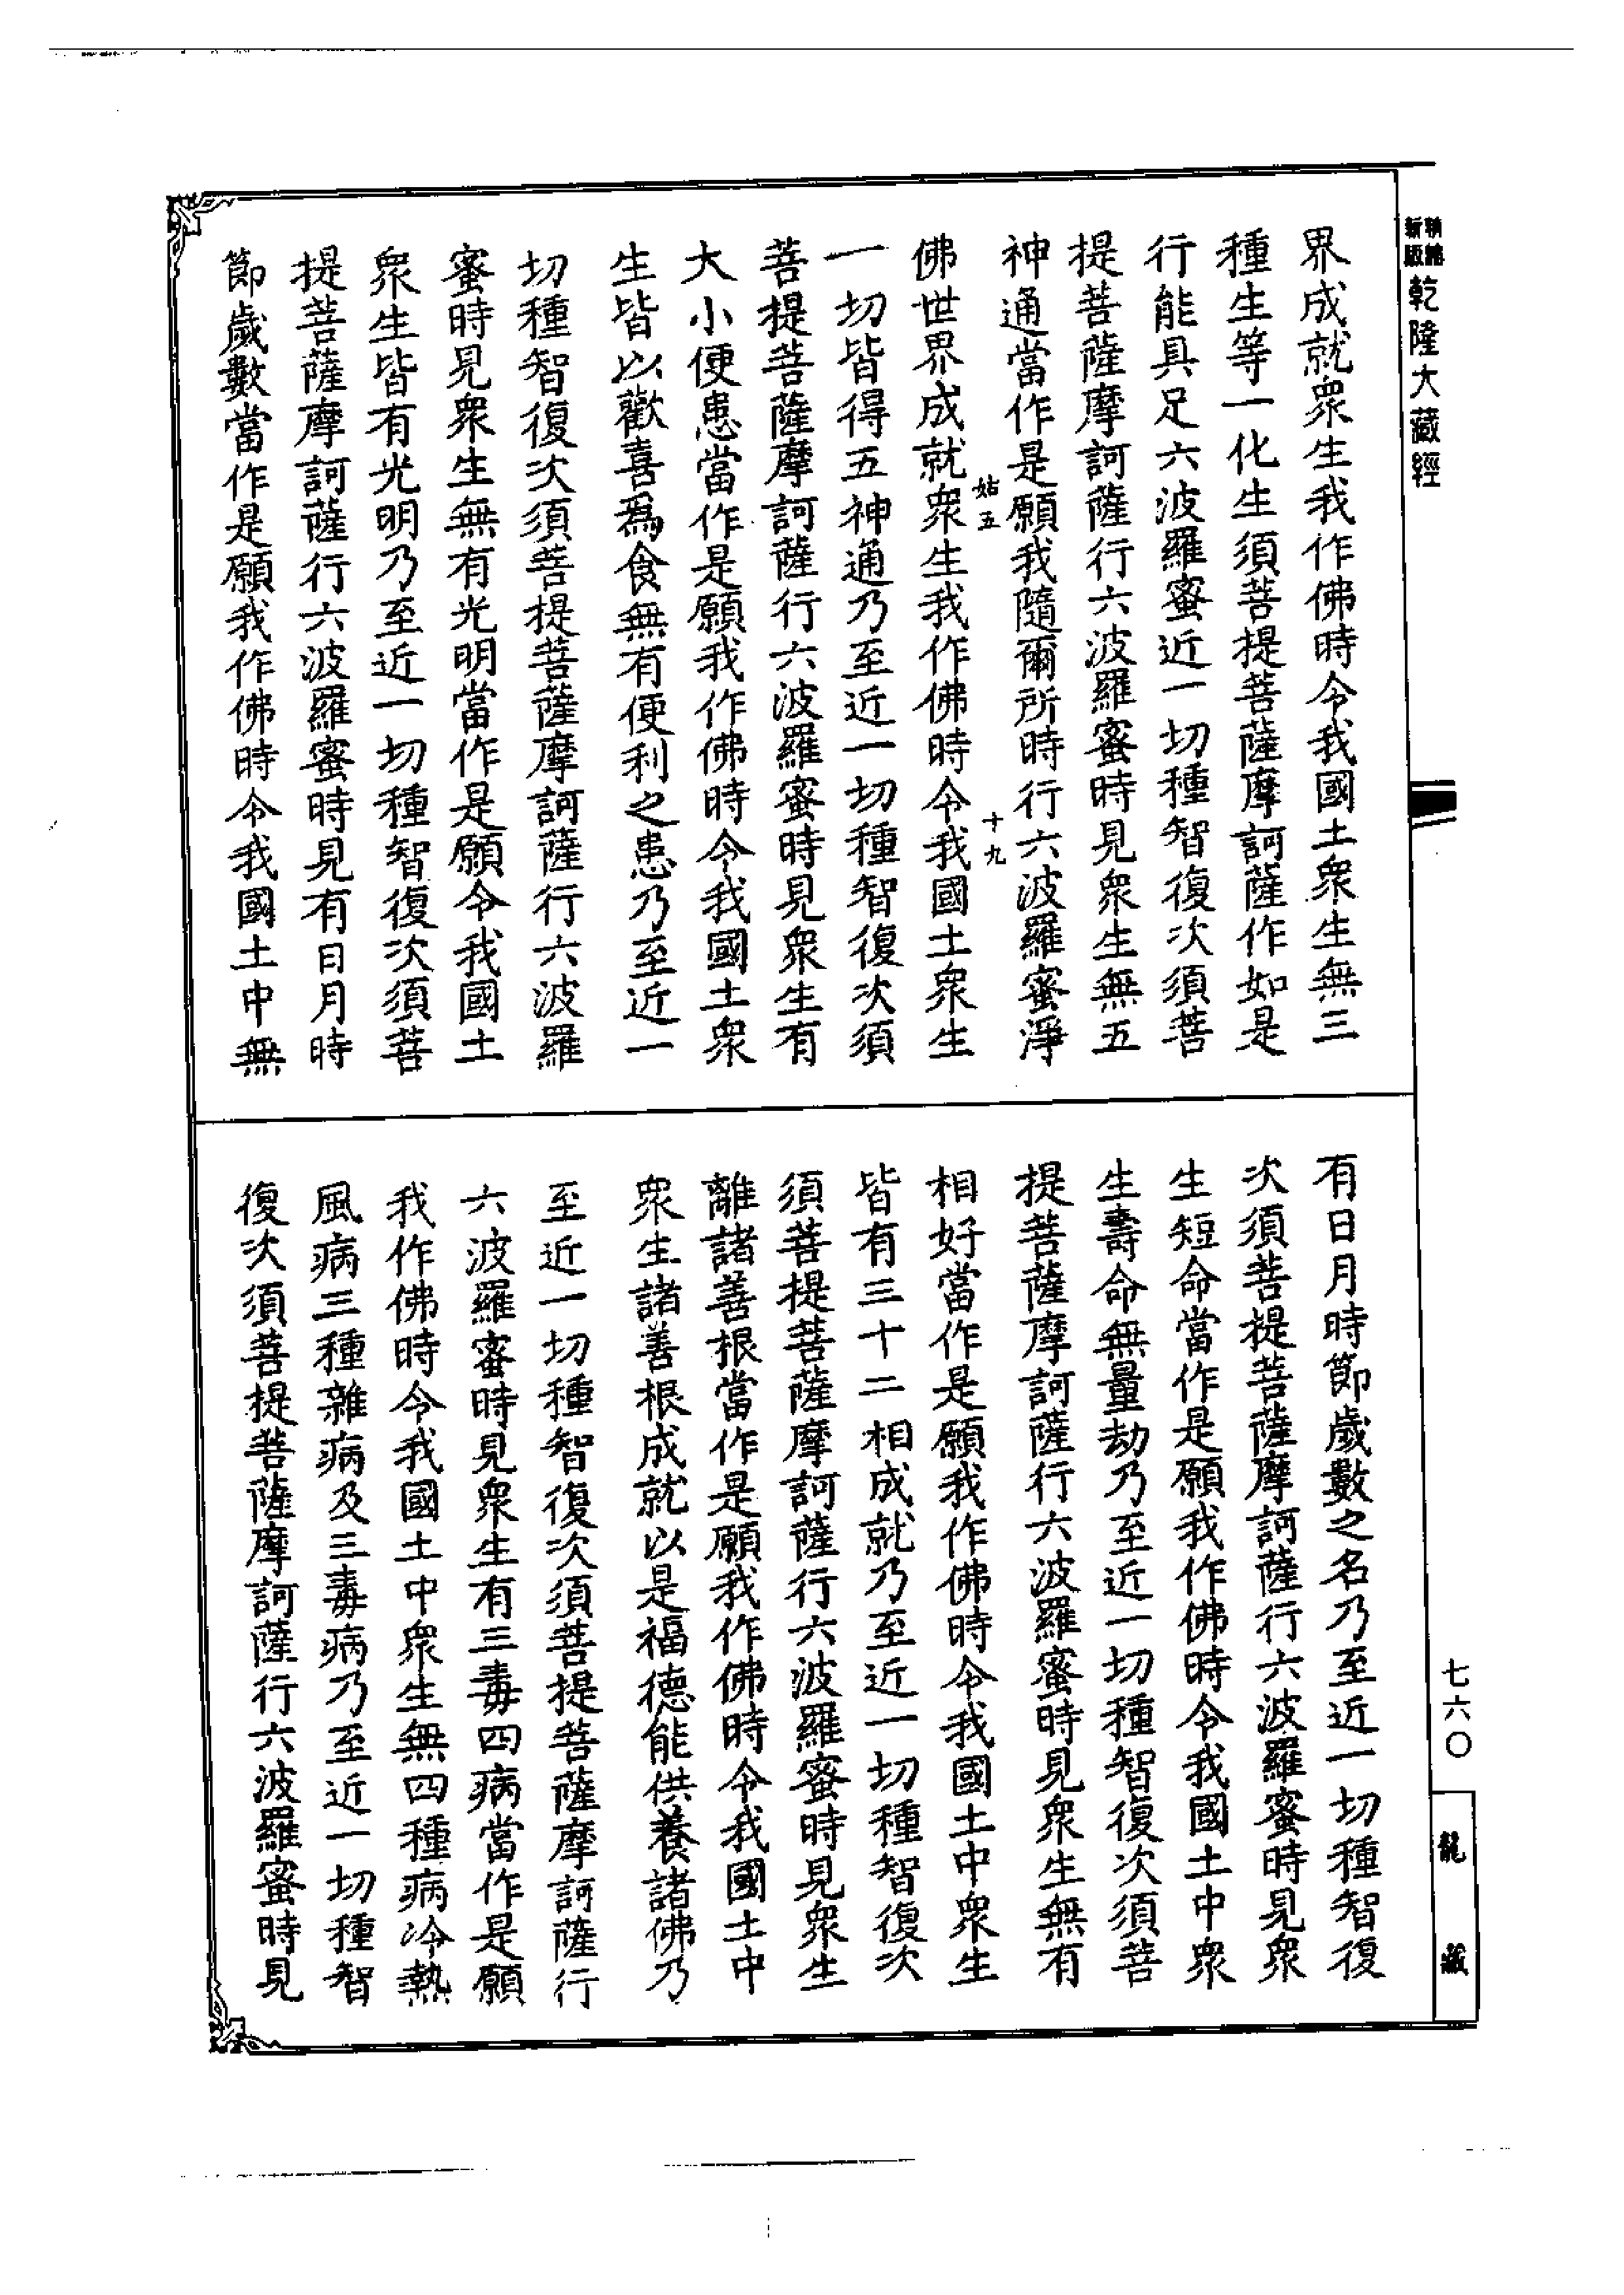 新版
精縮
乾隆大藏經
界成就衆生我作佛時令我國土衆生無三
種生等一化生須菩提菩薩摩訶薩作如是
行能具足六波羅蜜近一切種智復次須菩
提菩薩摩訶薩行六波羅蜜時見衆生無五
神通當作是願我隨爾所時行六波羅蜜淨
姑五
十九
佛世界成就衆生我作佛時令我國土衆生
一切皆得五神通乃至近一切種智復次須
菩提菩薩摩訶薩行六波羅蜜時見衆生有
大小便患當作是願我作佛時令我國土衆
生皆以歡喜爲食無有便利之患乃至近一
切種智復次須菩提菩薩摩訶薩行六波羅
蜜時見衆生無有光明當作是願令我國土
衆生皆有光明乃至近一切種智復次須菩
提菩薩摩訶薩行六波羅蜜時見有日月時
節歲數當作是願我作佛時令我國土中無
有日月時節歲數之名乃至近一切種智復
次須菩提菩薩摩訶薩行六波羅蜜時見衆
生短命當作是願我作佛時令我國土中衆
生壽命無量劫乃至近一切種智復次須菩
提菩薩摩訶薩行六波羅蜜時見衆生無有
相好當作是願我作佛時令我國土中衆生
皆有三十二相成就乃至近一切種智復次
須菩提菩薩摩訶薩行六波羅蜜時見衆生
離諸善根當作是願我作佛時令我國土中
衆生諸善根成就以是福德能供養諸佛乃
至近一切種智復次須菩提菩薩摩訶薩行
六波羅蜜時見衆生有三毒四病當作是願
我作佛時令我國土中衆生無四種病冷熱
風病三種雜病及三毒病乃至近一切種智
復次須菩提菩薩摩訶薩行六波羅蜜時見
七六〇
龍藏